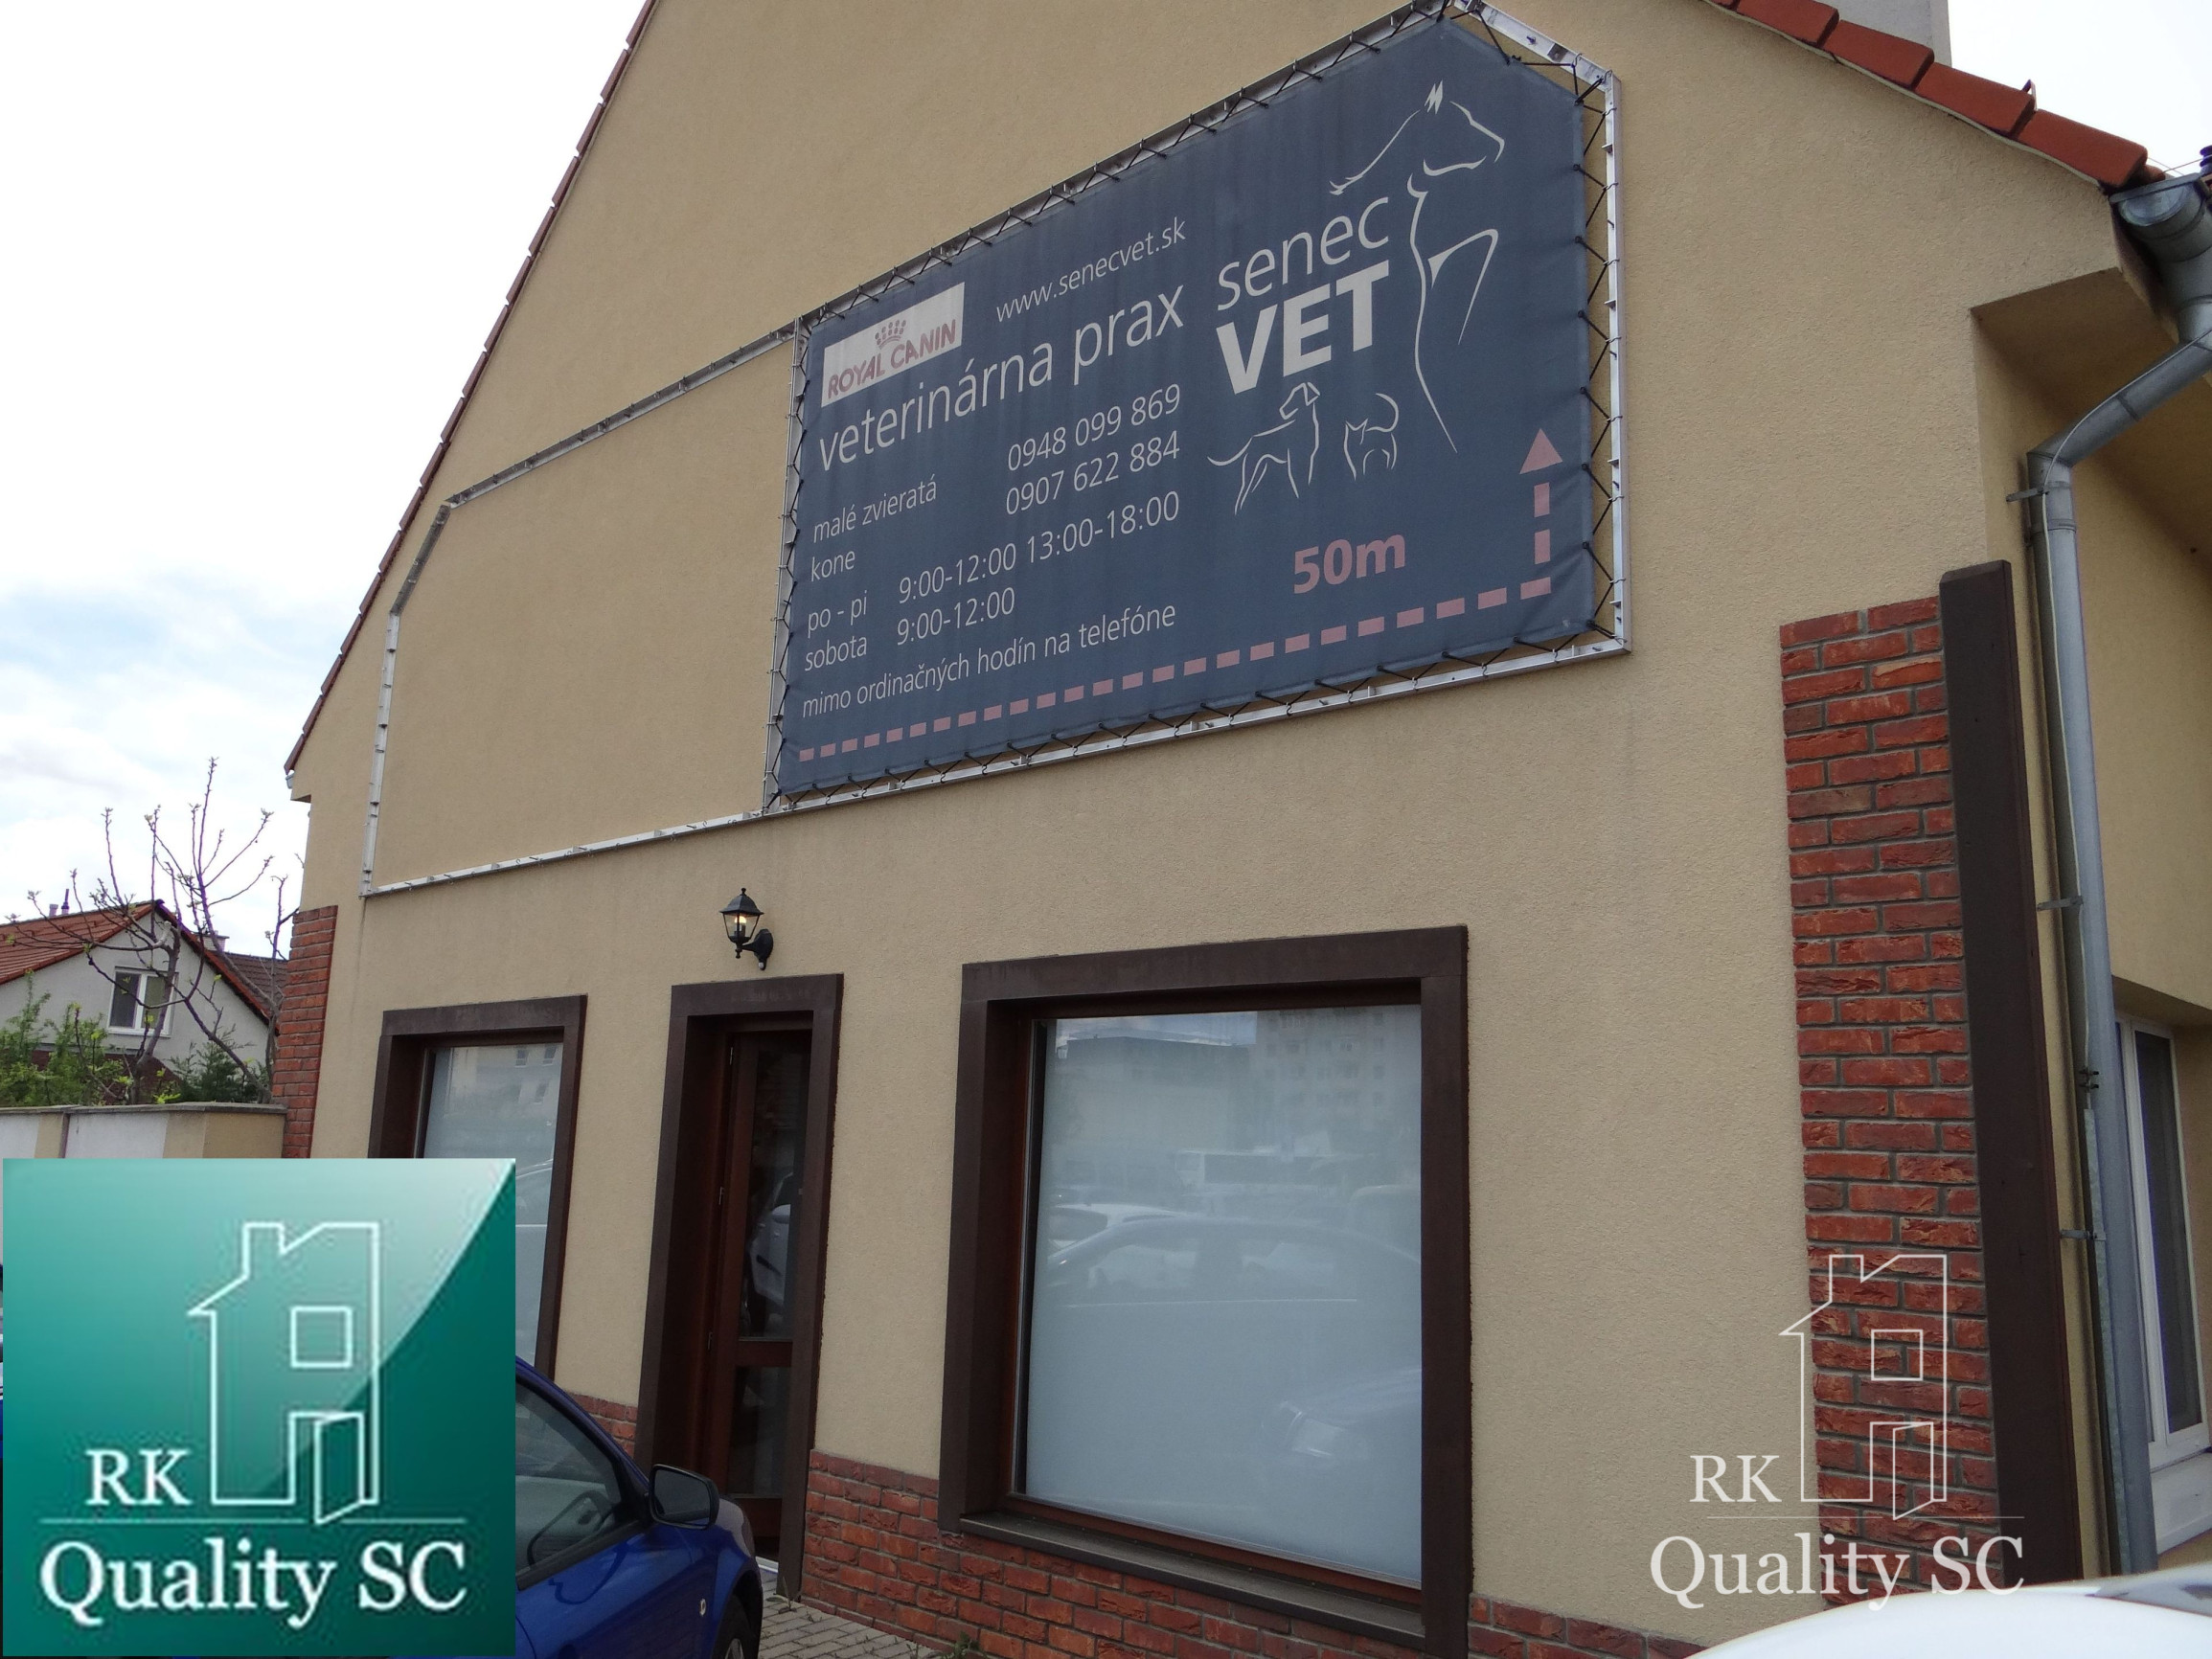 ROYAL CANIN
www.senecvet.sk
veterinárna prax
senec
VET
malé zvieratá 0948 099 869
kone 0907 622 884
po - pi 9:00-12:00 13:00-18:00
sobota 9:00-12:00
mimo ordinačných hodín na telefóne
50m
RK
Quality SC
RK
Quality SC